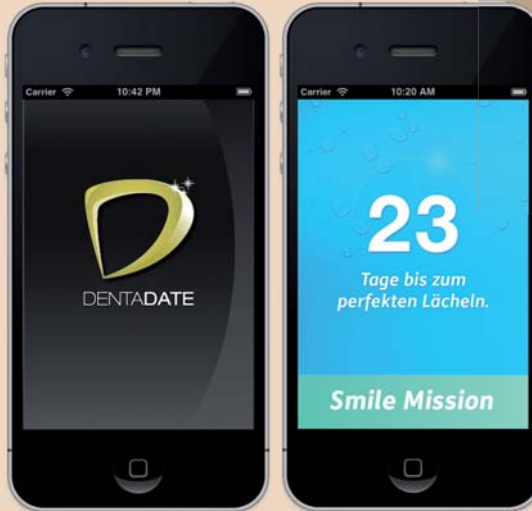 Carrier 10:42 PM
DENTADATE
Carrier 10:20 AM
23
Tage bis zum
perfekten Lächeln.
Smile Mission